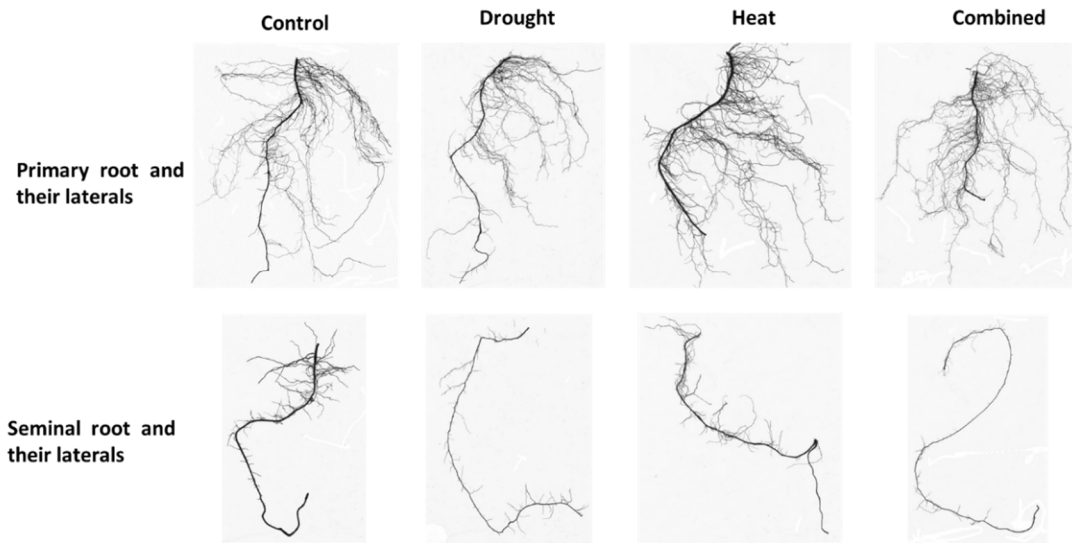 Control
Drought
Heat
Combined
Primary root and
their laterals
Seminal root and
their laterals